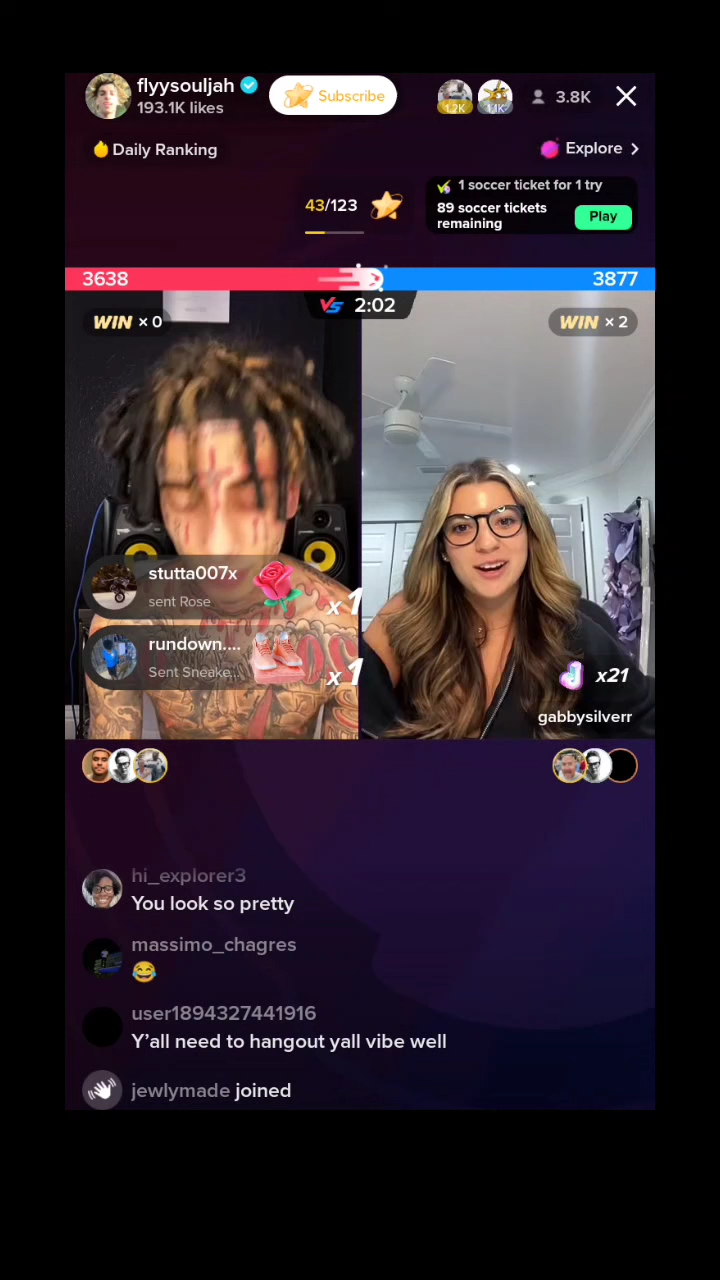 flyysouljah
193.1K likes
Subscribe
1.2K
1.1K
3.8K
Daily Ranking
Explore
43/123
1 soccer ticket for 1 try
89 soccer tickets
remaining
Play
3638
3877
VS 2:02
WIN × 0
WIN × 2
stutta007x
sent Rose
x 1
rundown....
Sent Sneake...
x 1
x21
gabbysilverr
hi_explorer3
You look so pretty
massimo_chagres
😂
user1894327441916
Y'all need to hangout yall vibe well
jewlymade joined